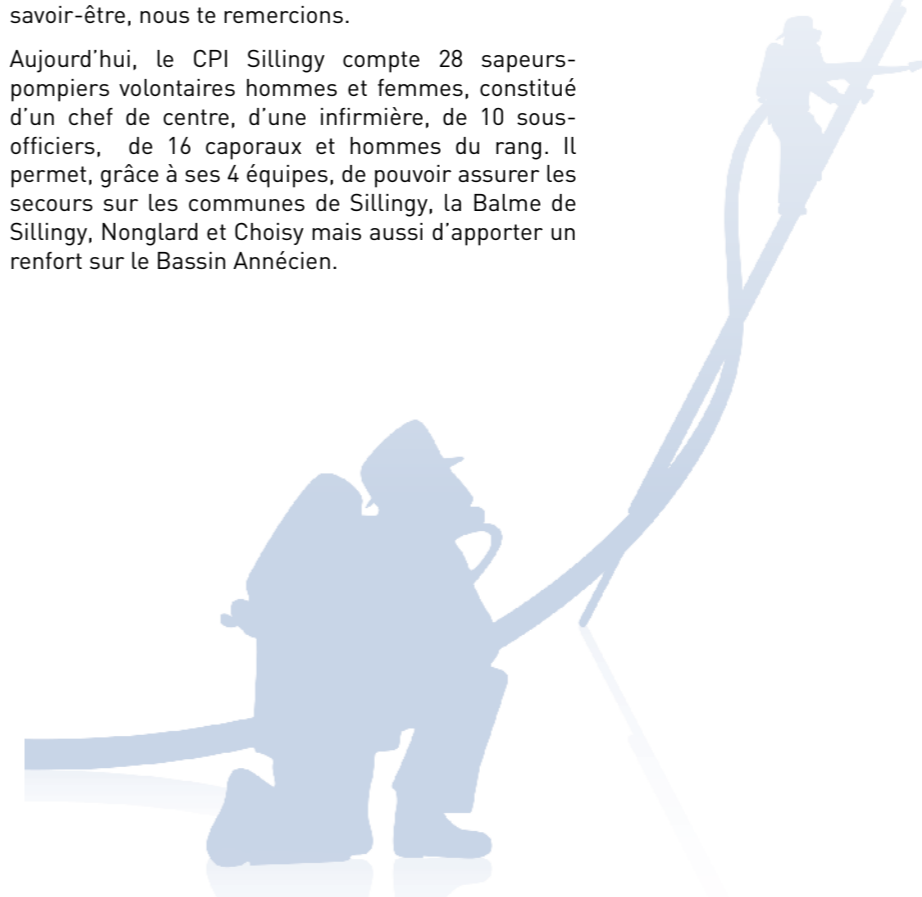 savoir-être, nous te remercions.
Aujourd’hui, le CPI Sillingy compte 28 sapeurs-
pompiers volontaires hommes et femmes, constitué
d’un chef de centre, d’une infirmière, de 10 sous-
officiers, de 16 caporaux et hommes du rang. Il
permet, grâce à ses 4 équipes, de pouvoir assurer les
secours sur les communes de Sillingy, la Balme de
Sillingy, Nonglard et Choisy mais aussi d’apporter un
renfort sur le Bassin Annécien.